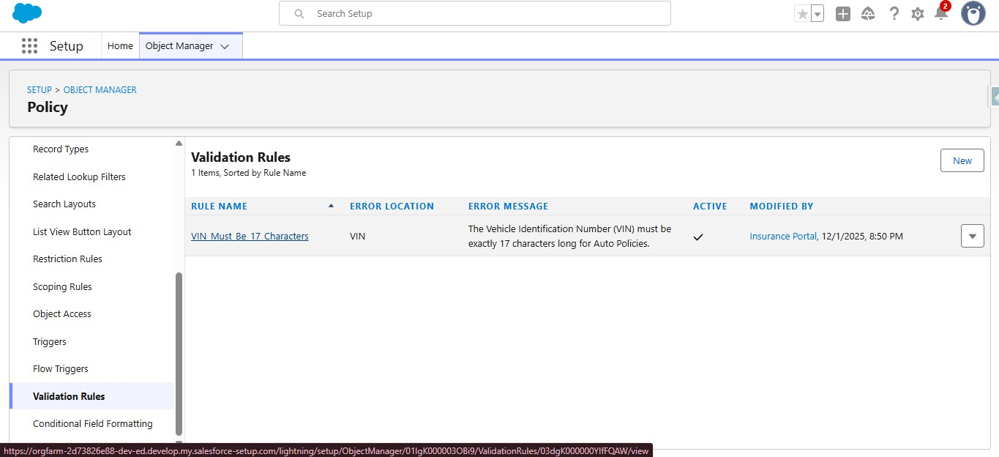 Search Setup
2
Setup
Home
Object Manager
SETUP > OBJECT MANAGER
Policy
Record Types
Related Lookup Filters
Search Layouts
List View Button Layout
Restriction Rules
Scoping Rules
Object Access
Triggers
Flow Triggers
Validation Rules
Conditional Field Formatting
Validation Rules
1 Items, Sorted by Rule Name
New
RULE NAME ERROR LOCATION ERROR MESSAGE ACTIVE MODIFIED BY
VIN_Must_Be_17_Characters VIN The Vehicle Identification Number (VIN) must be
exactly 17 characters long for Auto Policies. Insurance Portal, 12/1/2025, 8:50 PM
https://orgfarm-2d73826e88-dev-ed.develop.my.salesforce-setup.com/lightning/setup/ObjectManager/01IgK000003OBi9/ValidationRules/03dgK000000YIfFQAW/view